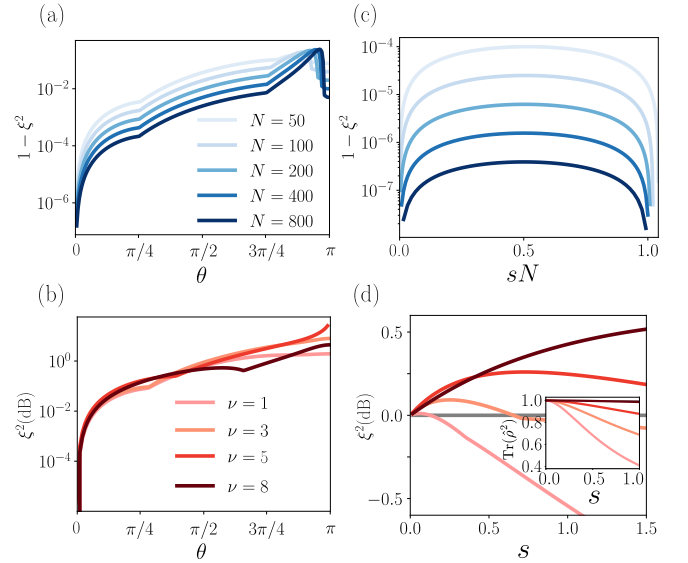 (a)
1 − ξ²
10⁻²
10⁻⁴
10⁻⁶
N = 50
N = 100
N = 200
N = 400
N = 800
0 π/4 π/2 3π/4 π
θ
(c)
1 − ξ²
10⁻⁴
10⁻⁵
10⁻⁶
10⁻⁷
0.0 0.5 1.0
sN
(b)
ξ²(dB)
10⁰
10⁻²
10⁻⁴
ν = 1
ν = 3
ν = 5
ν = 8
0 π/4 π/2 3π/4 π
θ
(d)
ξ²(dB)
0.5
0.0
−0.5
Tr(ρ̂²)
1.0
0.8
0.6
0.4
0.0 0.5 1.0
s
0.0 0.5 1.0 1.5
s